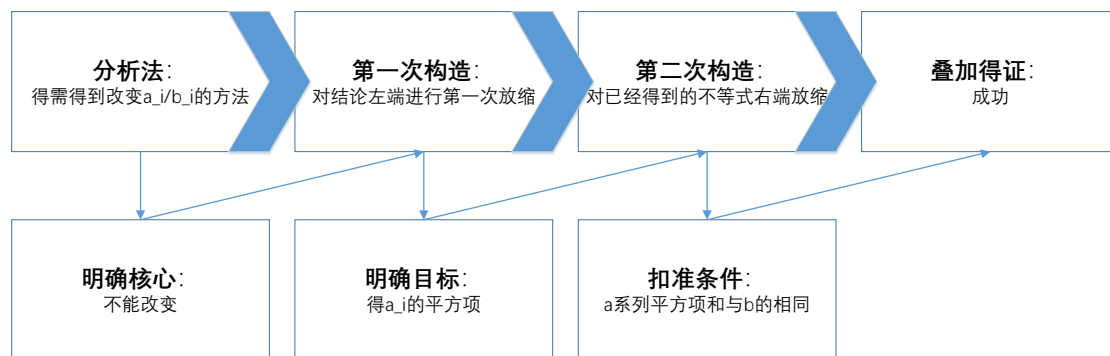 分析法:
得需得到改变a_i/b_i的方法
第一次构造:
对结论左端进行第一次放缩
第二次构造:
对已经得到的不等式右端放缩
叠加得证:
成功
明确核心:
不能改变
明确目标:
得a_i的平方项
扣准条件:
a系列平方项和与b的相同